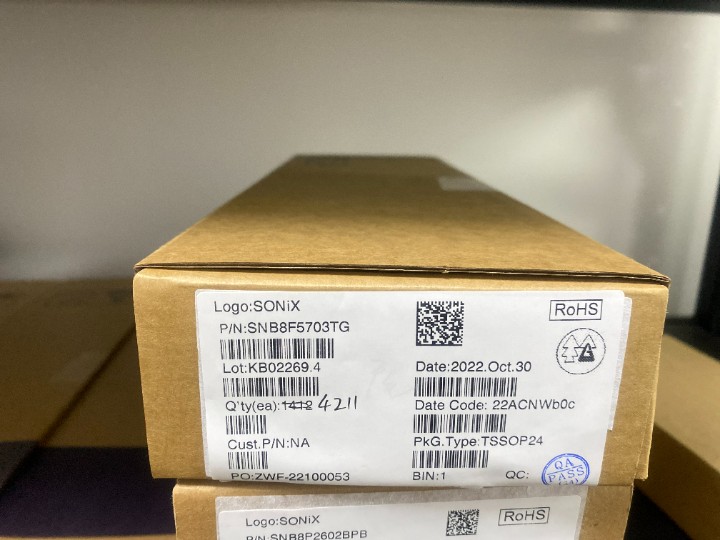 Logo:SONiX
RoHS
P/N:SNB8F5703TG
Lot:KB02269.4
Date:2022.Oct.30
Q'ty(ea):1412 4211
Date Code: 22ACNWb0c
Cust.P/N:NA
PkG.Type:TSSOP24
PO:ZWF-22100053
BIN:1
QC:
QA
PASS
Logo:SONiX
RoHS
P/N:SNB8P2602BPB